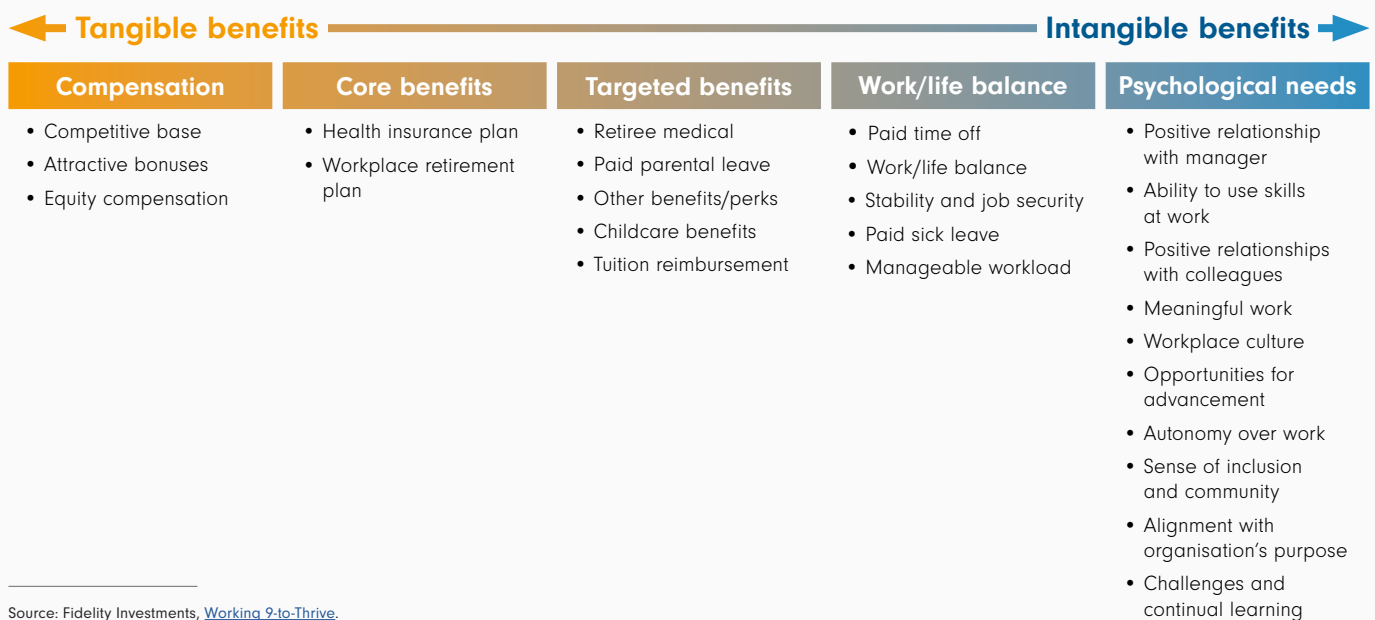 Tangible benefits
Intangible benefits
Compensation
• Competitive base
• Attractive bonuses
• Equity compensation
Core benefits
• Health insurance plan
• Workplace retirement
plan
Targeted benefits
• Retiree medical
• Paid parental leave
• Other benefits/perks
• Childcare benefits
• Tuition reimbursement
Work/life balance
• Paid time off
• Work/life balance
• Stability and job security
• Paid sick leave
• Manageable workload
Psychological needs
• Positive relationship
with manager
• Ability to use skills
at work
• Positive relationships
with colleagues
• Meaningful work
• Workplace culture
• Opportunities for
advancement
• Autonomy over work
• Sense of inclusion
and community
• Alignment with
organisation’s purpose
• Challenges and
continual learning
Source: Fidelity Investments, Working 9-to-Thrive.